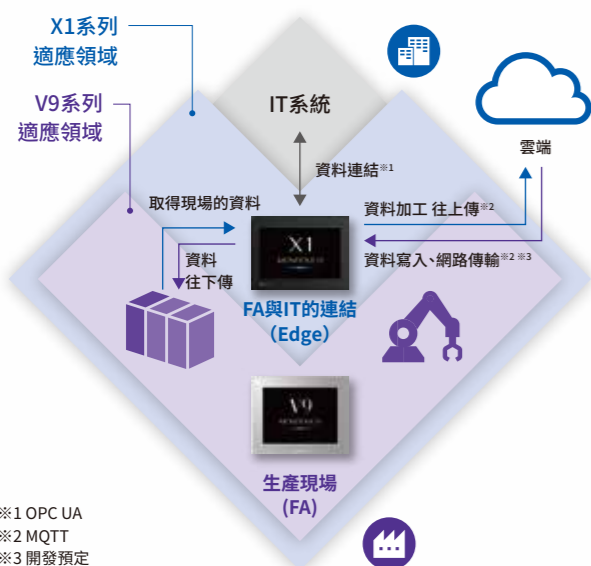 X1系列
適應領域
V9系列
適應領域
IT系統
雲端
資料連結※1
取得現場的資料
資料加工 往上傳※2
X1
資料
往下傳
資料寫入、網路傳輸※2 ※3
FA與IT的連結
（Edge）
V9
生產現場
(FA)
※1 OPC UA
※2 MQTT
※3 開發預定